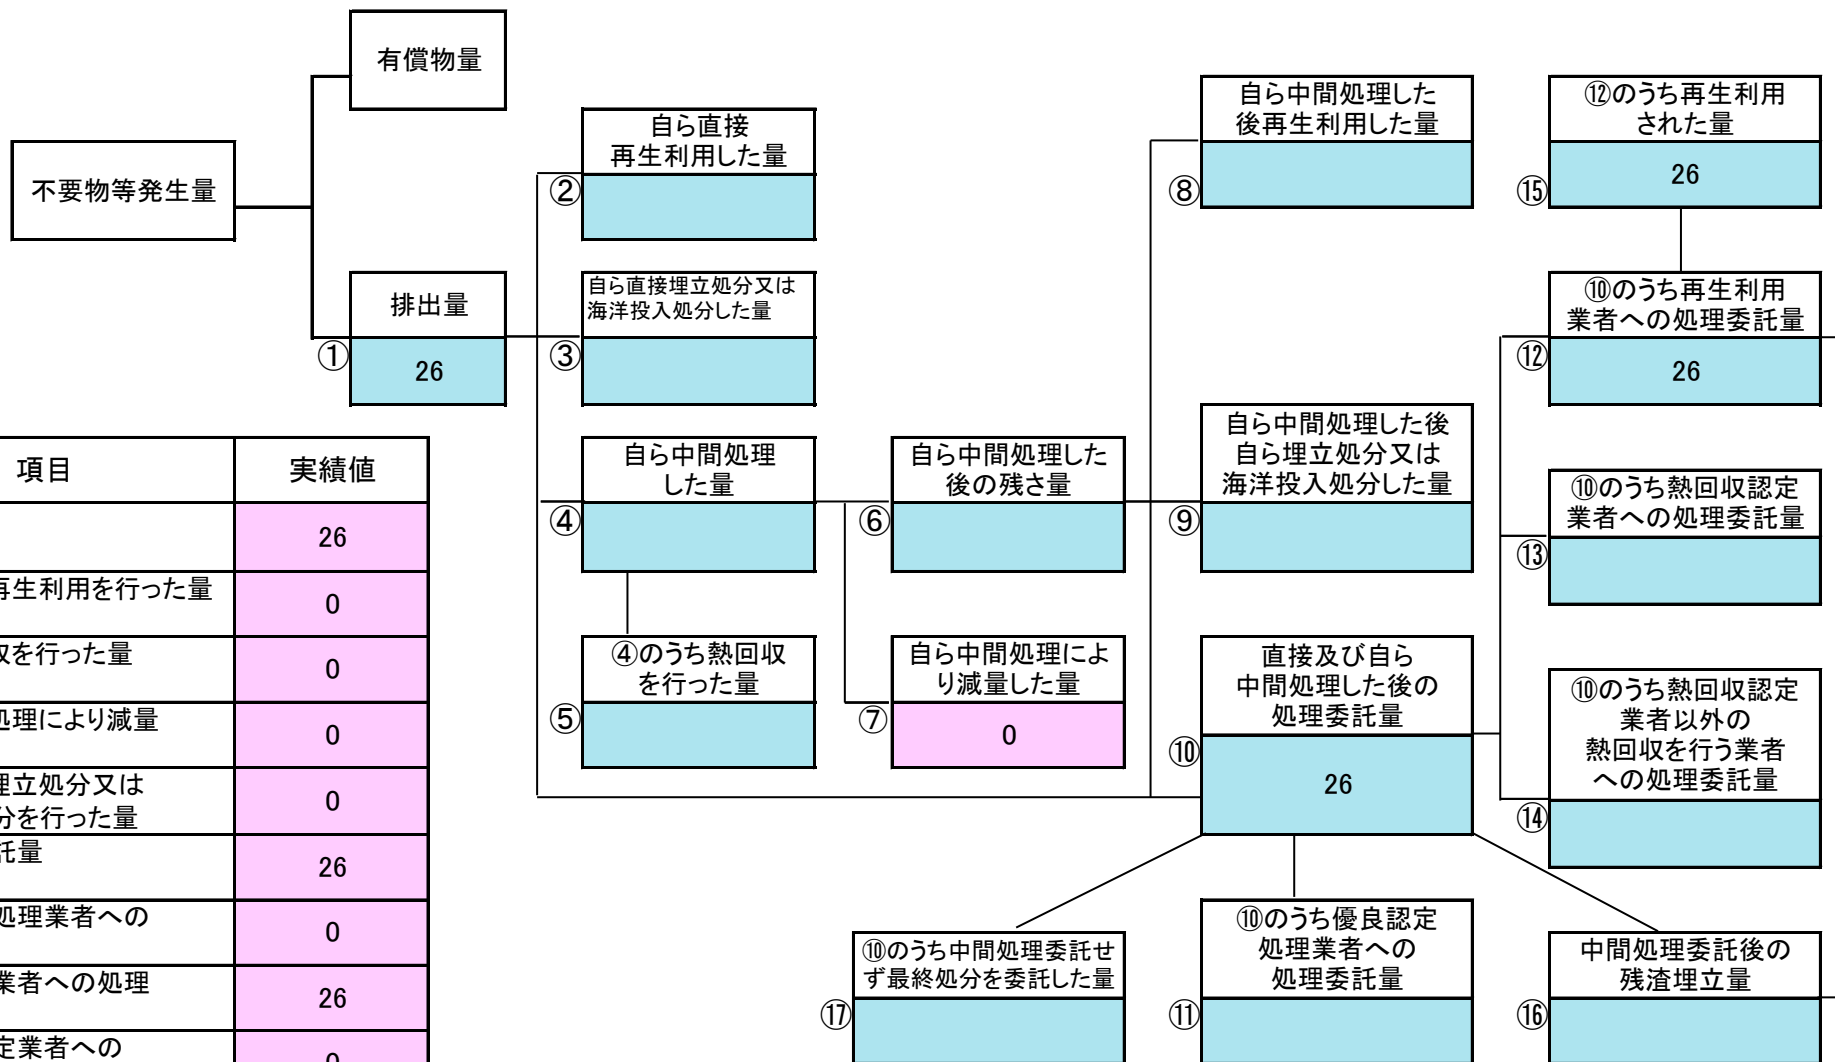 有償物量
不要物等発生量
排出量
①
26
自ら直接
再生利用した量
②
自ら直接埋立処分又は
海洋投入処分した量
③
自ら中間処理
した量
④
④のうち熱回収
を行った量
⑤
自ら中間処理した
後の残さ量
⑥
自ら中間処理によ
り減量した量
⑦
0
自ら中間処理した
後再生利用した量
⑧
自ら中間処理した後
自ら埋立処分又は
海洋投入処分した量
⑨
直接及び自ら
中間処理した後の
処理委託量
⑩
26
⑫のうち再生利用
された量
⑮
26
⑩のうち再生利用
業者への処理委託量
⑫
26
⑩のうち熱回収認定
業者への処理委託量
⑬
⑩のうち熱回収認定
業者以外の
熱回収を行う業者
への処理委託量
⑭
⑩のうち中間処理委託せ
ず最終処分を委託した量
⑰
⑩のうち優良認定
処理業者への
処理委託量
⑪
中間処理委託後の
残渣埋立量
⑯
項目 実績値
26
再生利用を行った量
0
収を行った量
0
処理により減量
0
埋立処分又は
分を行った量
0
託量
26
処理業者への
0
業者への処理
26
定業者への
0